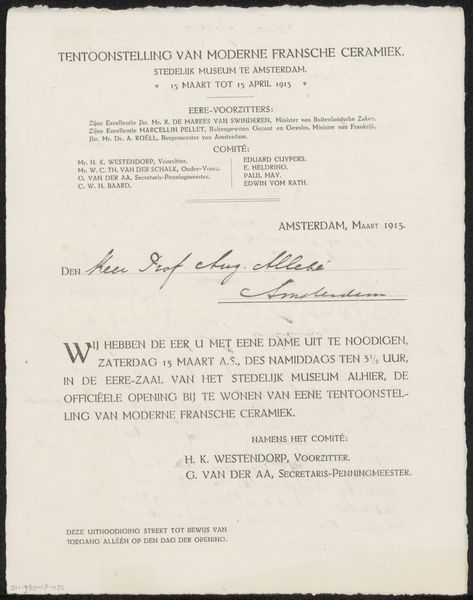 TENTOONSTELLING VAN MODERNE FRANSCHE CERAMIEK.
STEDELIJK MUSEUM TE AMSTERDAM.
15 MAART TOT 15 APRIL 1913
EERE-VOORZITTERS:
Zijne Excellentie Jhr. Mr. R. DE MAREES VAN SWINDEREN, Minister van Buitenlandsche Zaken.
Zijne Excellentie MARCELLIN PELLET, Buitengewoon Gezant en Gevolm. Minister van Frankrijk.
Jhr. Mr. Dr. A. RÖELL, Burgemeester van Amsterdam.
COMITÉ:
Mr. H. K. WESTENDORP, Voorzitter.
Mr. W. C. TH. VAN DER SCHALK, Onder-Voorz.
G. VAN DER AA, Secretaris-Penningmeester.
C. W. H. BAARD.
EDUARD CUYPERS.
E. HELDRING.
PAUL MAY.
EDWIN VOM RATH.
AMSTERDAM, MAART 1913.
DEN Heer Prof. Aug. Allebé
Amsterdam
WIJ HEBBEN DE EER U MET EENE DAME UIT TE NOODIGEN,
ZATERDAG 15 MAART A.S., DES NAMIDDAGS TEN 3½ UUR,
IN DE EERE-ZAAL VAN HET STEDELIJK MUSEUM ALHIER, DE
OFFICIËELE OPENING BIJ TE WONEN VAN EENE TENTOONSTEL-
LING VAN MODERNE FRANSCHE CERAMIEK.
NAMENS HET COMITÉ:
H. K. WESTENDORP, VOORZITTER.
G. VAN DER AA, SECRETARIS-PENNINGMEESTER.
DEZE UITNOODIGING STREKT TOT BEWIJS VAN
TOEGANG ALLÉÉN OP DEN DAG DER OPENING.